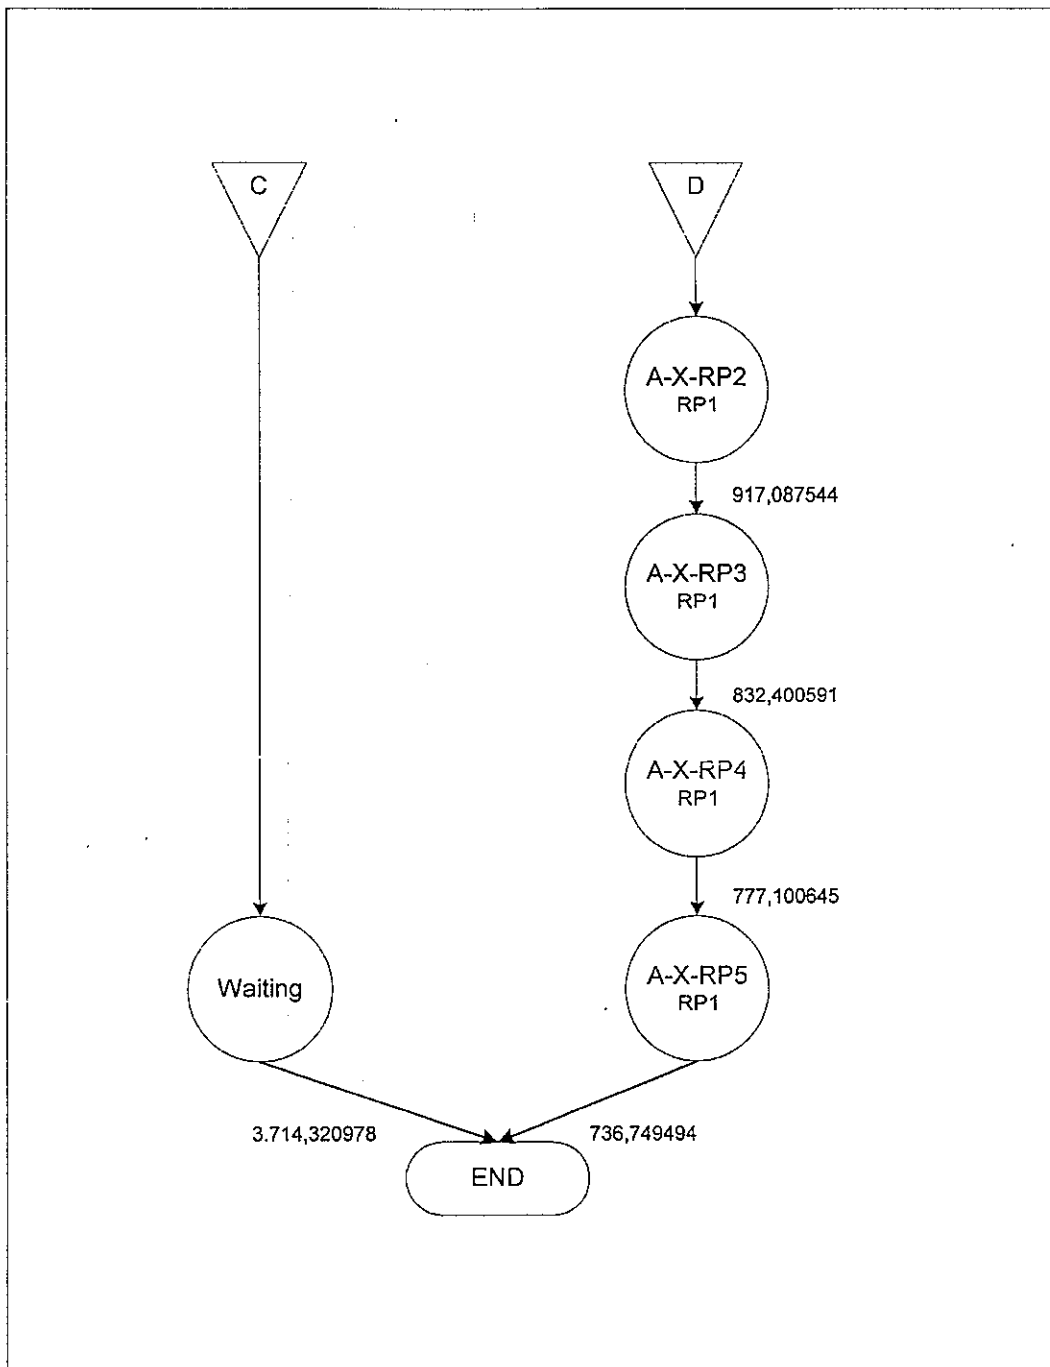 C
D
A-X-RP2
RP1
917,087544
A-X-RP3
RP1
832,400591
A-X-RP4
RP1
777,100645
Waiting
A-X-RP5
RP1
3.714,320978
736,749494
END